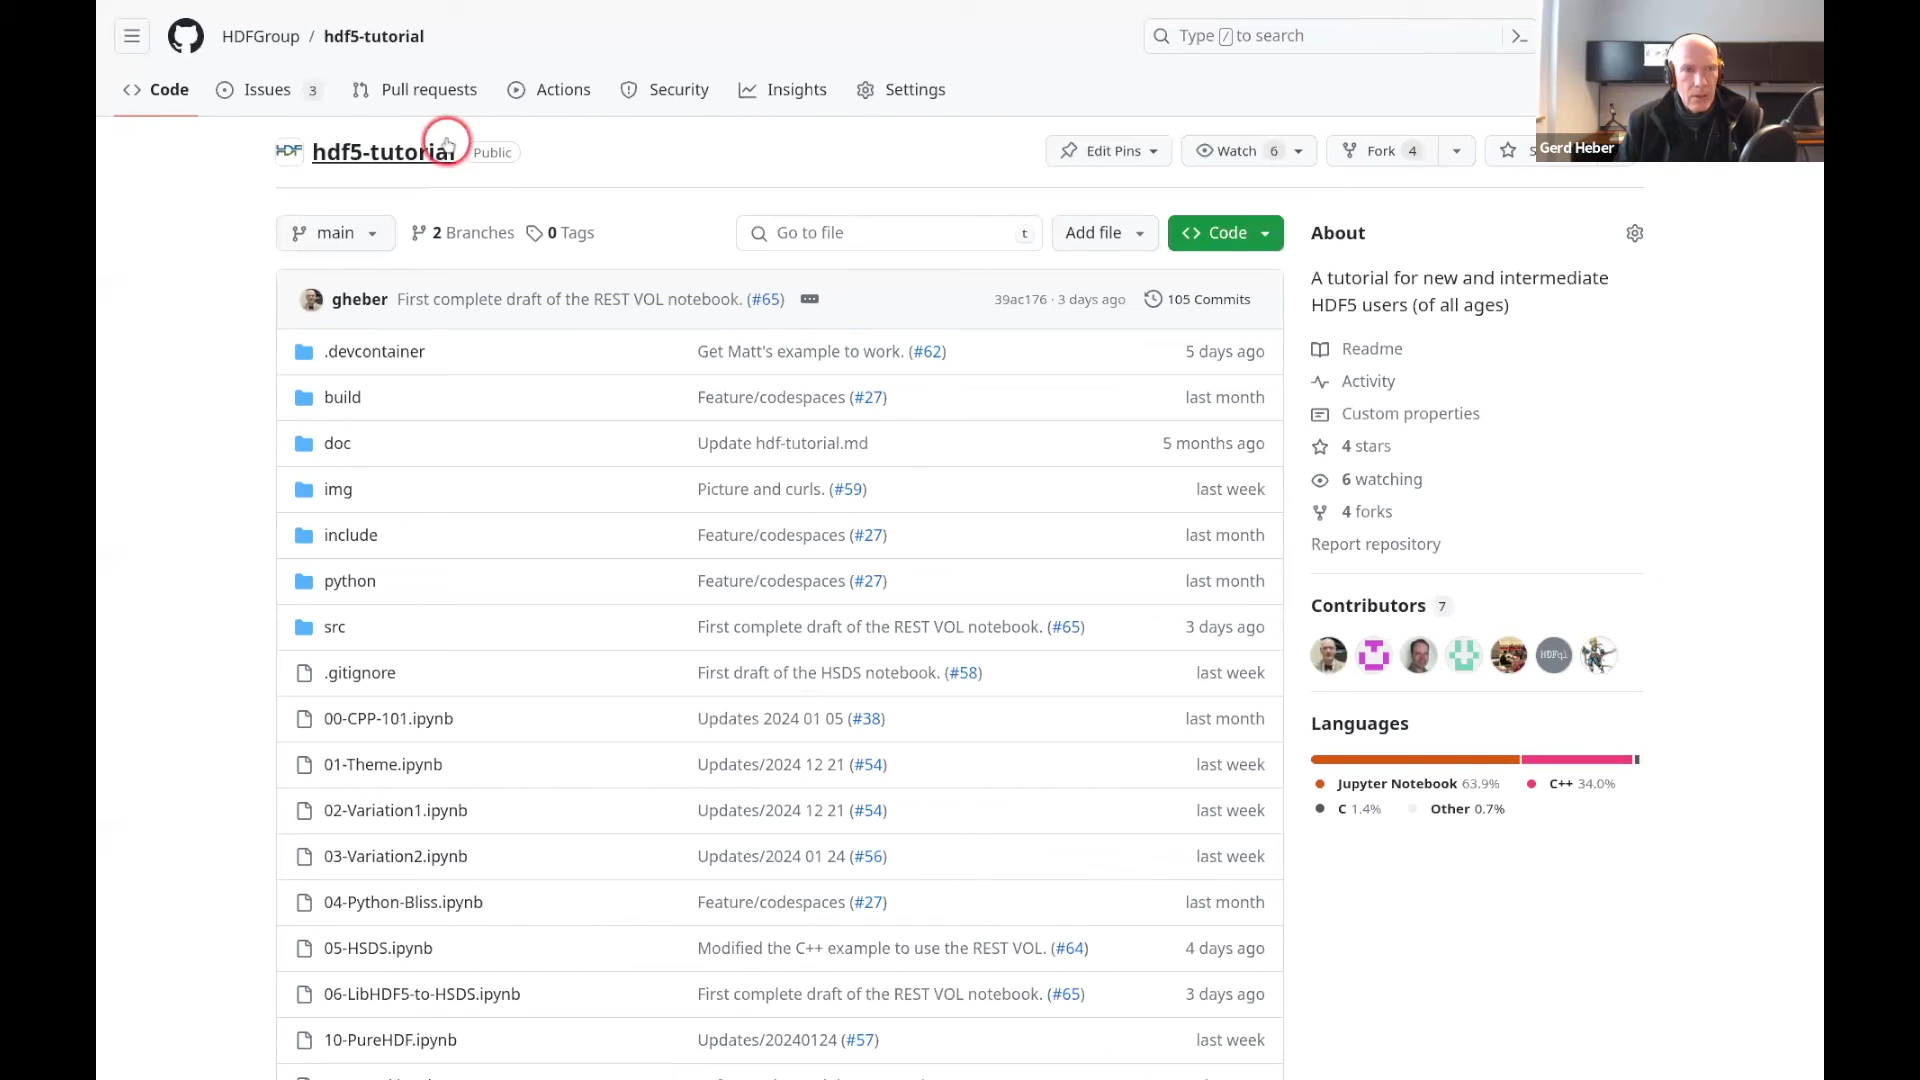 HDFGroup / hdf5-tutorial
Type / to search
Code Issues 3 Pull requests Actions Security Insights Settings
Gerd Heber
HDF hdf5-tutorial Public
Edit Pins Watch 6 Fork 4 S
main 2 Branches 0 Tags Go to file t Add file Code
gheber First complete draft of the REST VOL notebook. (#65) 39ac176 · 3 days ago 105 Commits
.devcontainer Get Matt's example to work. (#62) 5 days ago
build Feature/codespaces (#27) last month
doc Update hdf-tutorial.md 5 months ago
img Picture and curls. (#59) last week
include Feature/codespaces (#27) last month
python Feature/codespaces (#27) last month
src First complete draft of the REST VOL notebook. (#65) 3 days ago
.gitignore First draft of the HSDS notebook. (#58) last week
00-CPP-101.ipynb Updates 2024 01 05 (#38) last month
01-Theme.ipynb Updates/2024 12 21 (#54) last week
02-Variation1.ipynb Updates/2024 12 21 (#54) last week
03-Variation2.ipynb Updates/2024 01 24 (#56) last week
04-Python-Bliss.ipynb Feature/codespaces (#27) last month
05-HSDS.ipynb Modified the C++ example to use the REST VOL. (#64) 4 days ago
06-LibHDF5-to-HSDS.ipynb First complete draft of the REST VOL notebook. (#65) 3 days ago
10-PureHDF.ipynb Updates/20240124 (#57) last week
About
A tutorial for new and intermediate
HDF5 users (of all ages)
Readme
Activity
Custom properties
4 stars
6 watching
4 forks
Report repository
Contributors 7
HDFql
Languages
Jupyter Notebook 63.9% C++ 34.0%
C 1.4% Other 0.7%